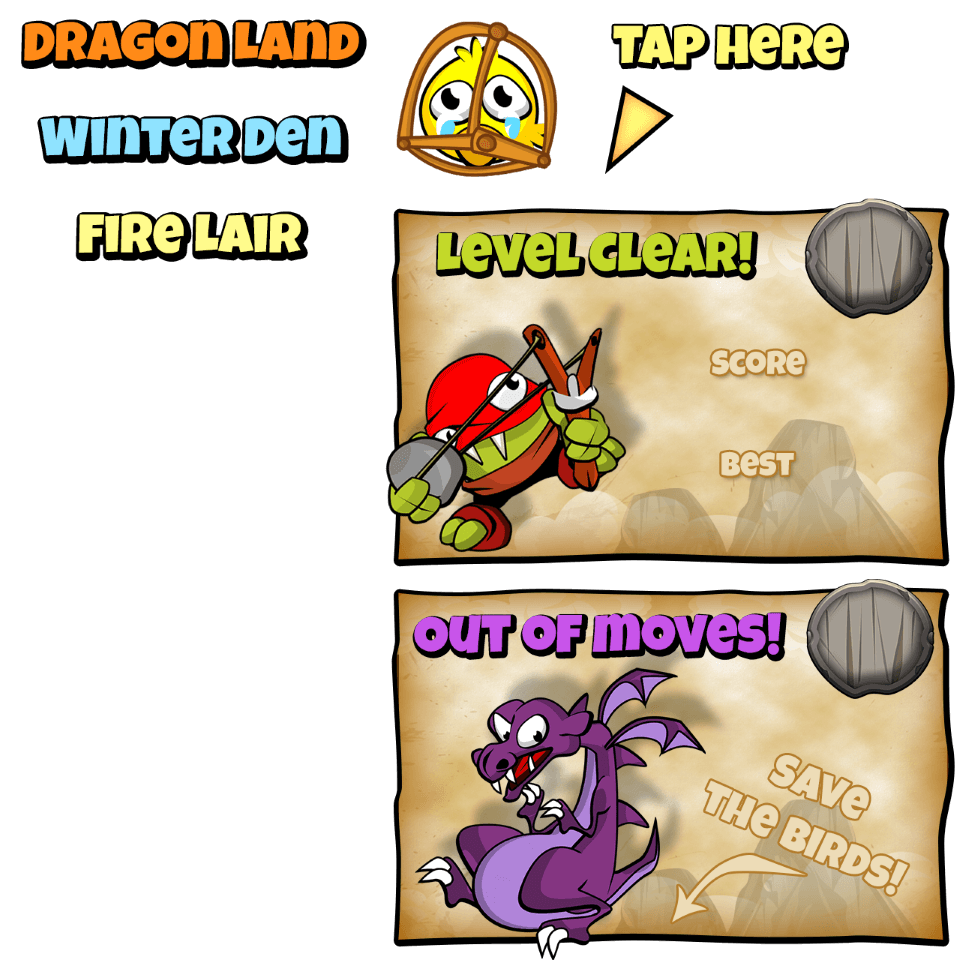 DRAGON LAND
WINTER DEN
FIRE LAIR
TAP HERE
LEVEL CLEAR!
SCORE
BEST
OUT OF MOVES!
SAVE
THE BIRDS!